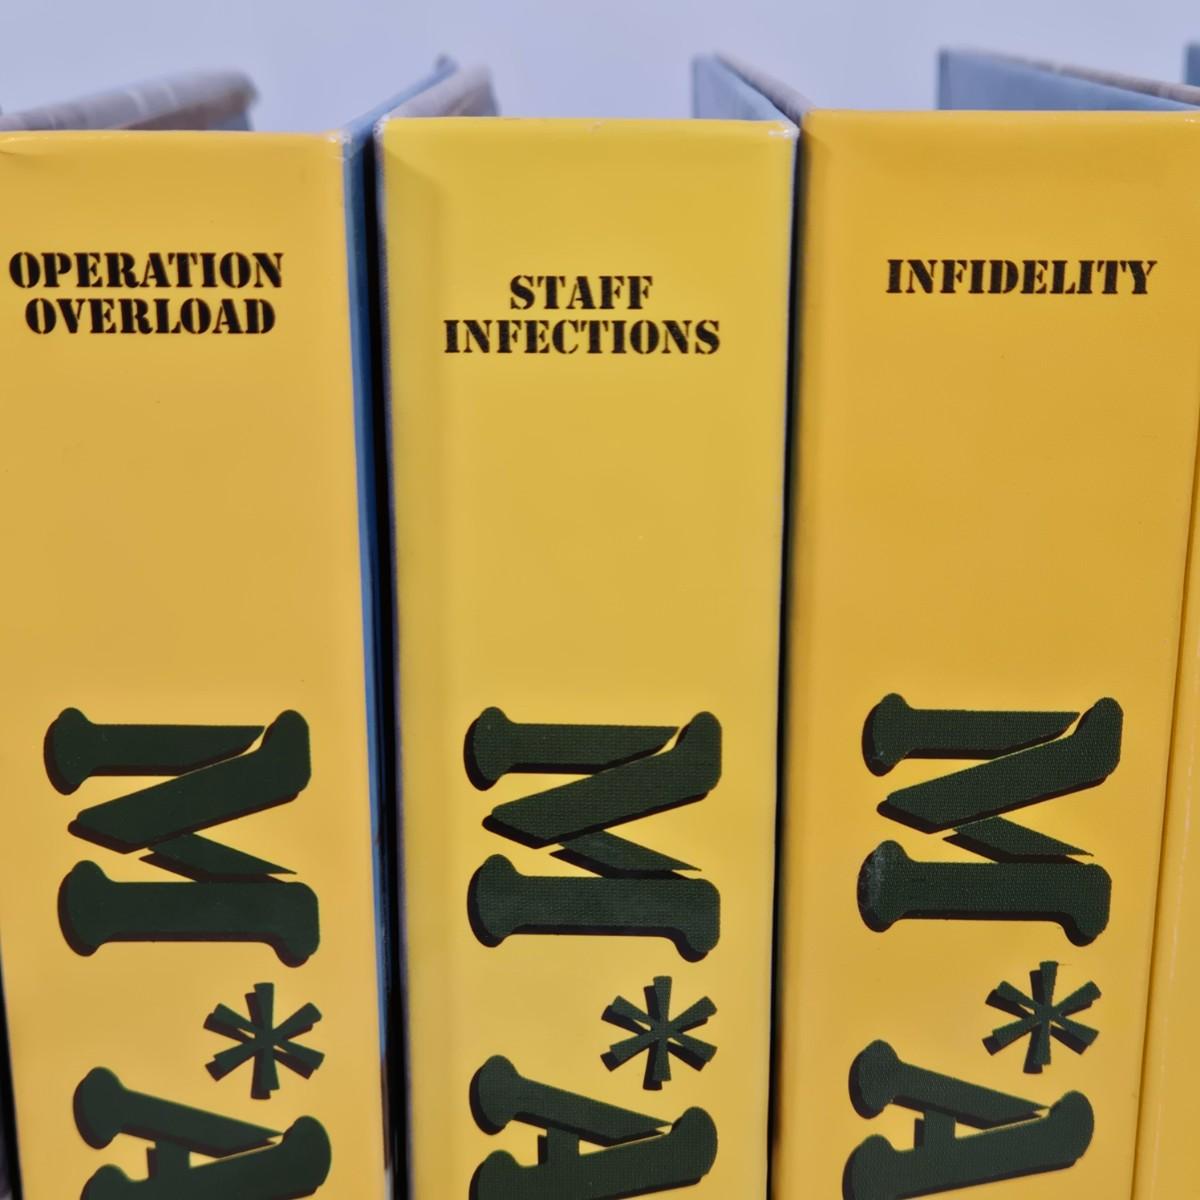 OPERATION
OVERLOAD
M*A
STAFF
INFECTIONS
M*A
INFIDELITY
M*A